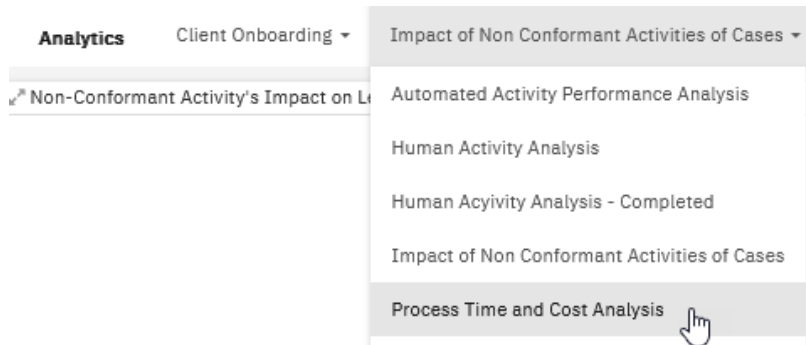 Analytics Client Onboarding Impact of Non Conformant Activities of Cases
Non-Conformant Activity's Impact on
Automated Activity Performance Analysis
Human Activity Analysis
Human Acyivity Analysis - Completed
Impact of Non Conformant Activities of Cases
Process Time and Cost Analysis